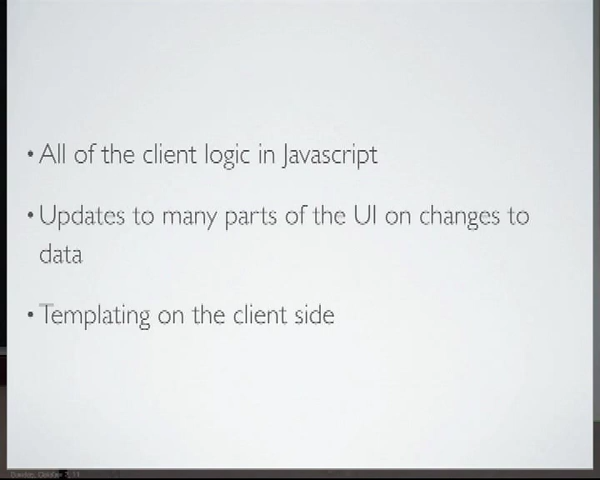 • All of the client logic in Javascript
• Updates to many parts of the UI on changes to
data
• Templating on the client side